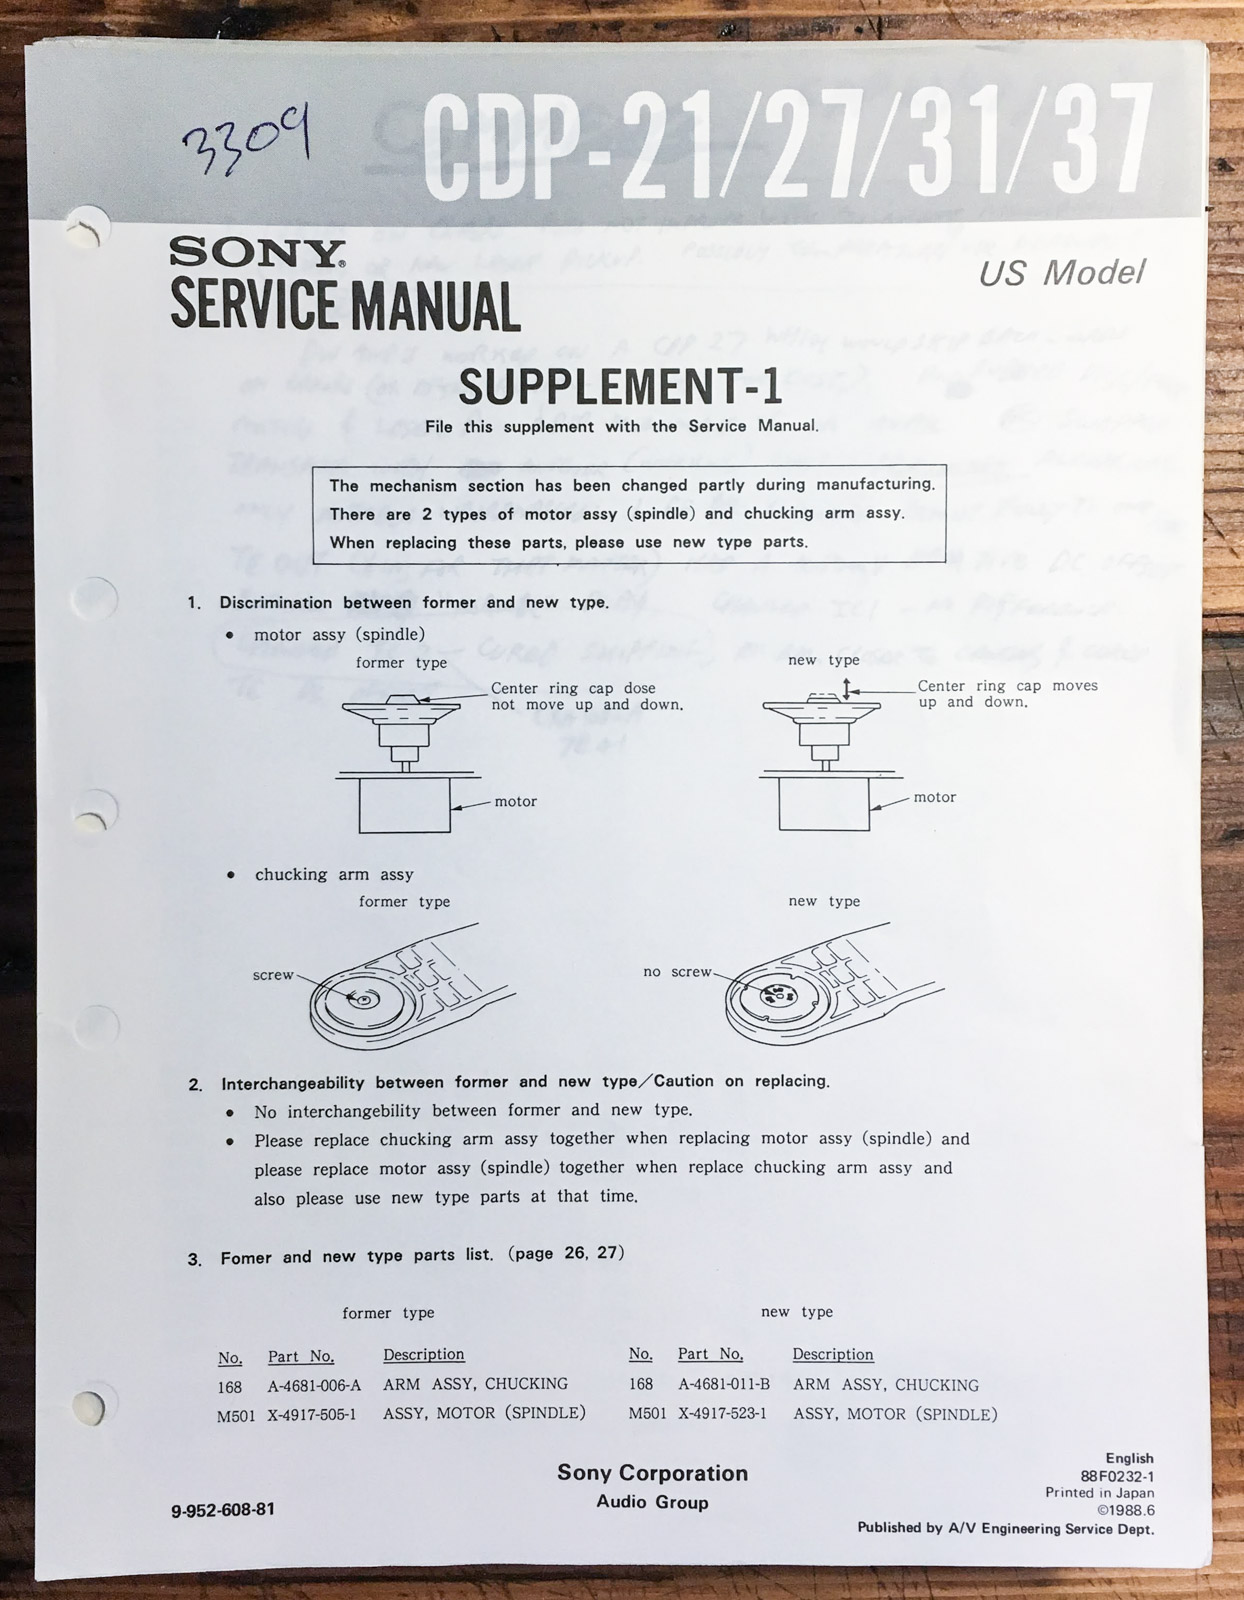 3309
CDP-21/27/31/37
SONY®
SERVICE MANUAL
US Model
SUPPLEMENT-1
File this supplement with the Service Manual.
The mechanism section has been changed partly during manufacturing.
There are 2 types of motor assy (spindle) and chucking arm assy.
When replacing these parts, please use new type parts.
1. Discrimination between former and new type.
• motor assy (spindle)
former type
Center ring cap dose
not move up and down.
motor
new type
Center ring cap moves
up and down.
motor
• chucking arm assy
former type
screw
new type
no screw
2. Interchangeability between former and new type/Caution on replacing.
• No interchangebility between former and new type.
• Please replace chucking arm assy together when replacing motor assy (spindle) and
please replace motor assy (spindle) together when replace chucking arm assy and
also please use new type parts at that time.
3. Fomer and new type parts list. (page 26, 27)
former type
No. Part No. Description
168 A-4681-006-A ARM ASSY, CHUCKING
M501 X-4917-505-1 ASSY, MOTOR (SPINDLE)
new type
No. Part No. Description
168 A-4681-011-B ARM ASSY, CHUCKING
M501 X-4917-523-1 ASSY, MOTOR (SPINDLE)
9-952-608-81
Sony Corporation
Audio Group
English
88F0232-1
Printed in Japan
©1988.6
Published by A/V Engineering Service Dept.